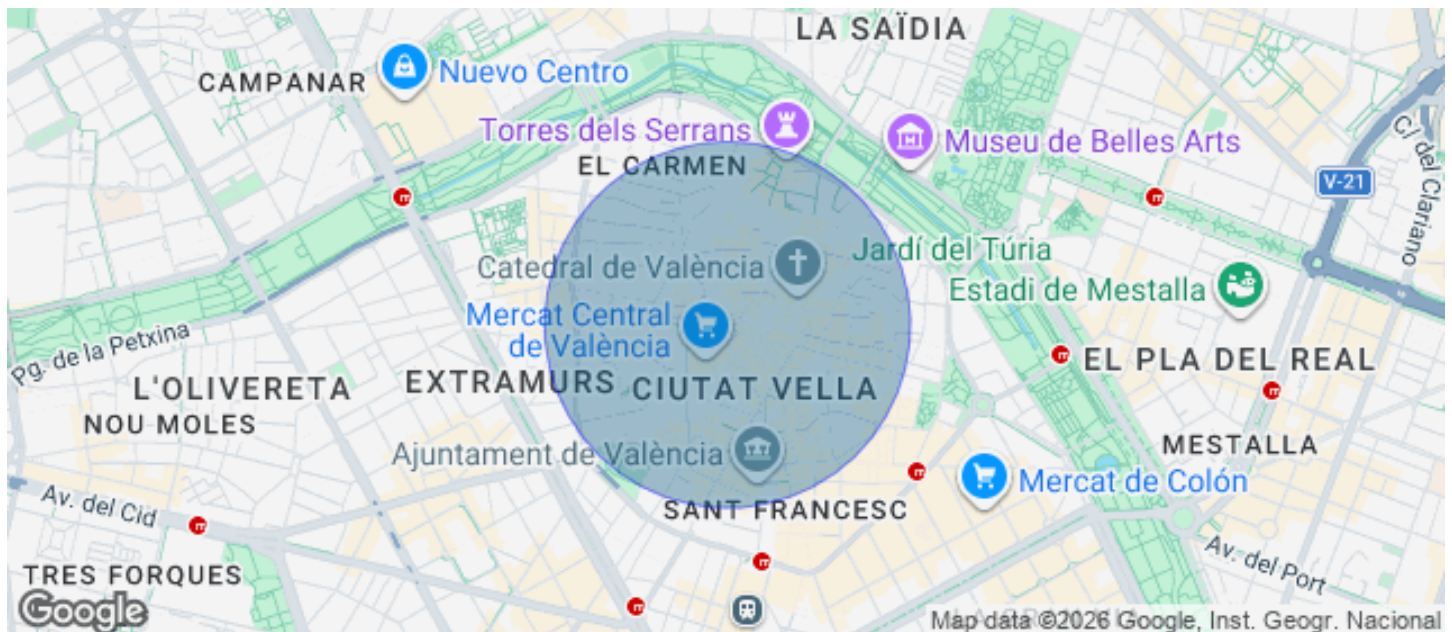 LA SAÏDIA
CAMPANAR
Nuevo Centro
Torres dels Serrans
Museu de Belles Arts
EL CARMEN
C/ del Clariano
V-21
Catedral de València
Jardí del Túria
Estadi de Mestalla
Mercat Central
de València
Pg. de la Petxina
L'OLIVERETA
EXTRAMURS
CIUTAT VELLA
EL PLA DEL REAL
NOU MOLES
Ajuntament de València
MESTALLA
Mercat de Colón
Av. del Cid
SANT FRANCESC
Av. del Port
TRES FORQUES
Google
Map data ©2026 Google, Inst. Geogr. Nacional